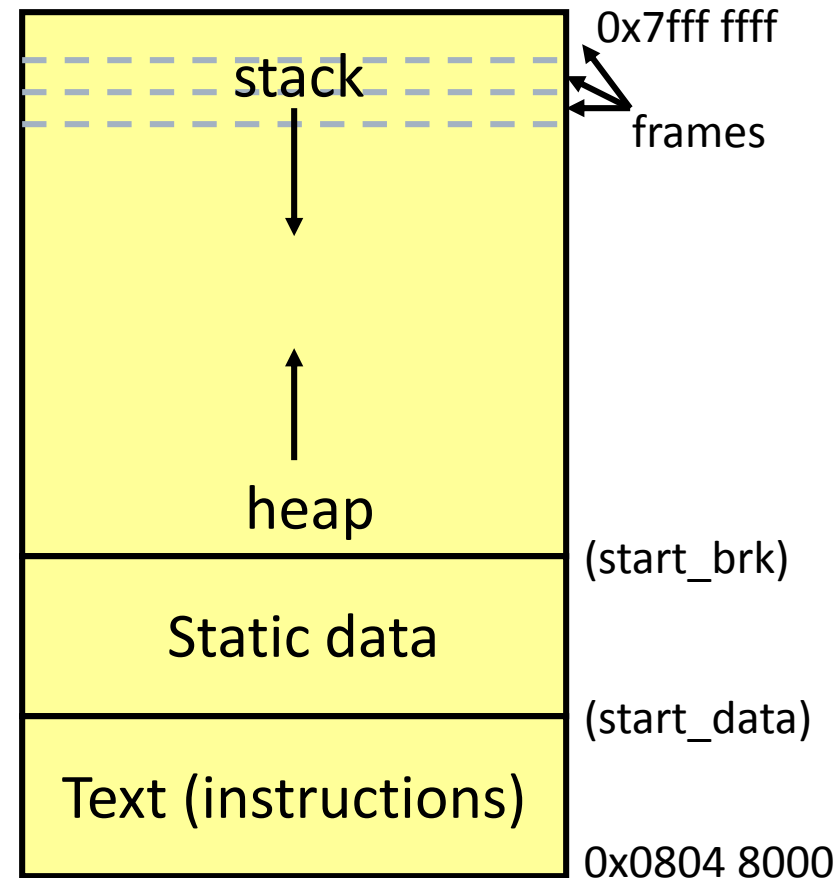 0x7fff ffff
stack
frames
heap
(start_brk)
Static data
(start_data)
Text (instructions)
0x0804 8000